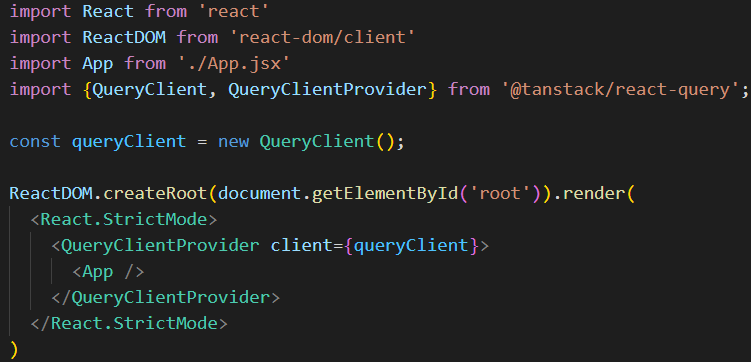 import React from 'react'
import ReactDOM from 'react-dom/client'
import App from './App.jsx'
import {QueryClient, QueryClientProvider} from '@tanstack/react-query';
const queryClient = new QueryClient();
ReactDOM.createRoot(document.getElementById('root')).render(
<React.StrictMode>
<QueryClientProvider client={queryClient}>
<App />
</QueryClientProvider>
</React.StrictMode>
)